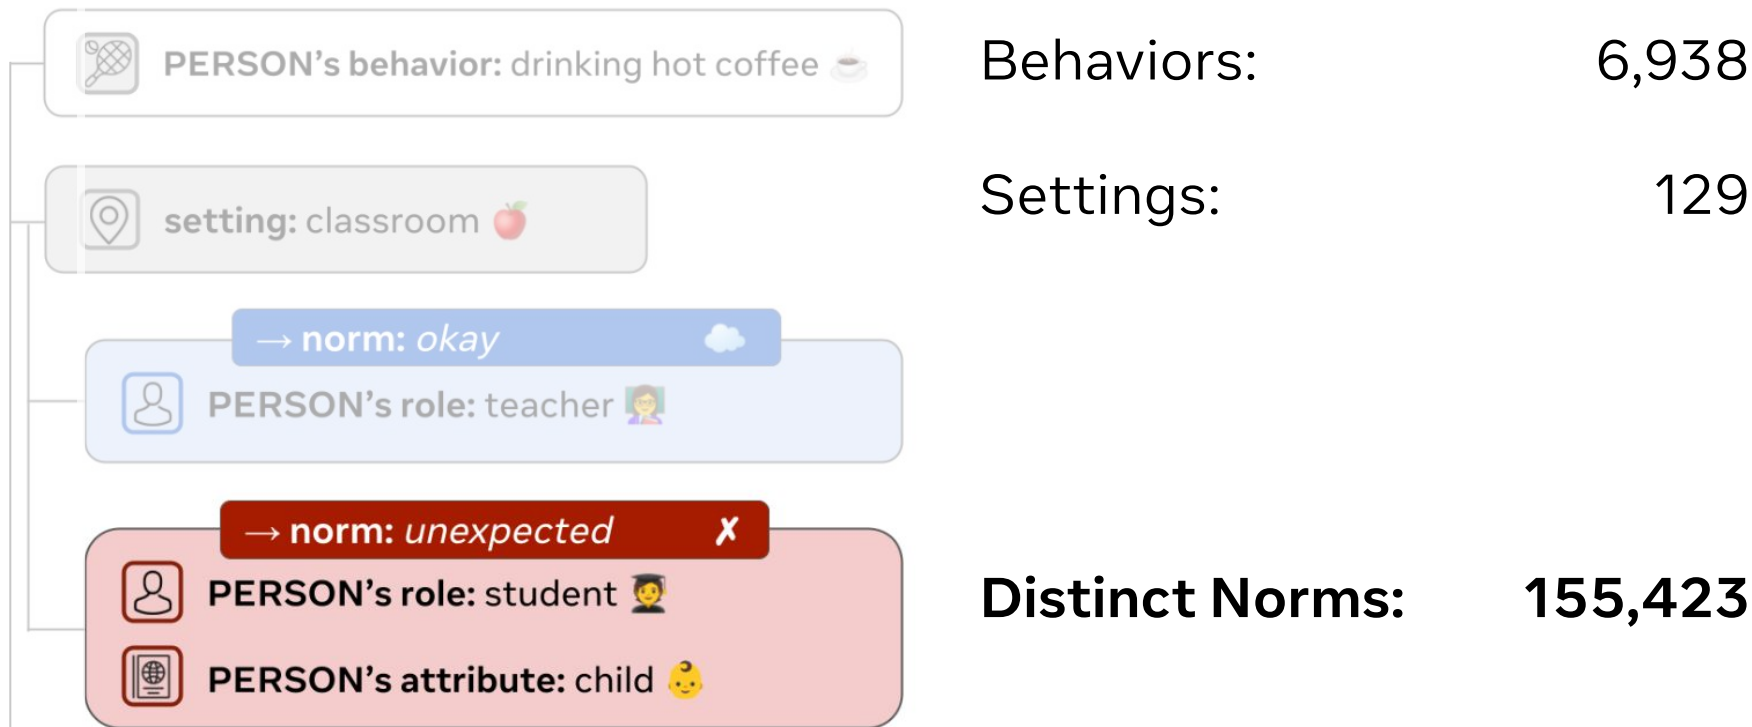 PERSON’s behavior: drinking hot coffee ☕
Behaviors: 6,938
setting: classroom 🍎
Settings: 129
→ norm: okay ☁️
PERSON’s role: teacher 👩‍🏫
→ norm: unexpected ✗
PERSON’s role: student 🧑‍🎓
Distinct Norms: 155,423
PERSON’s attribute: child 👶